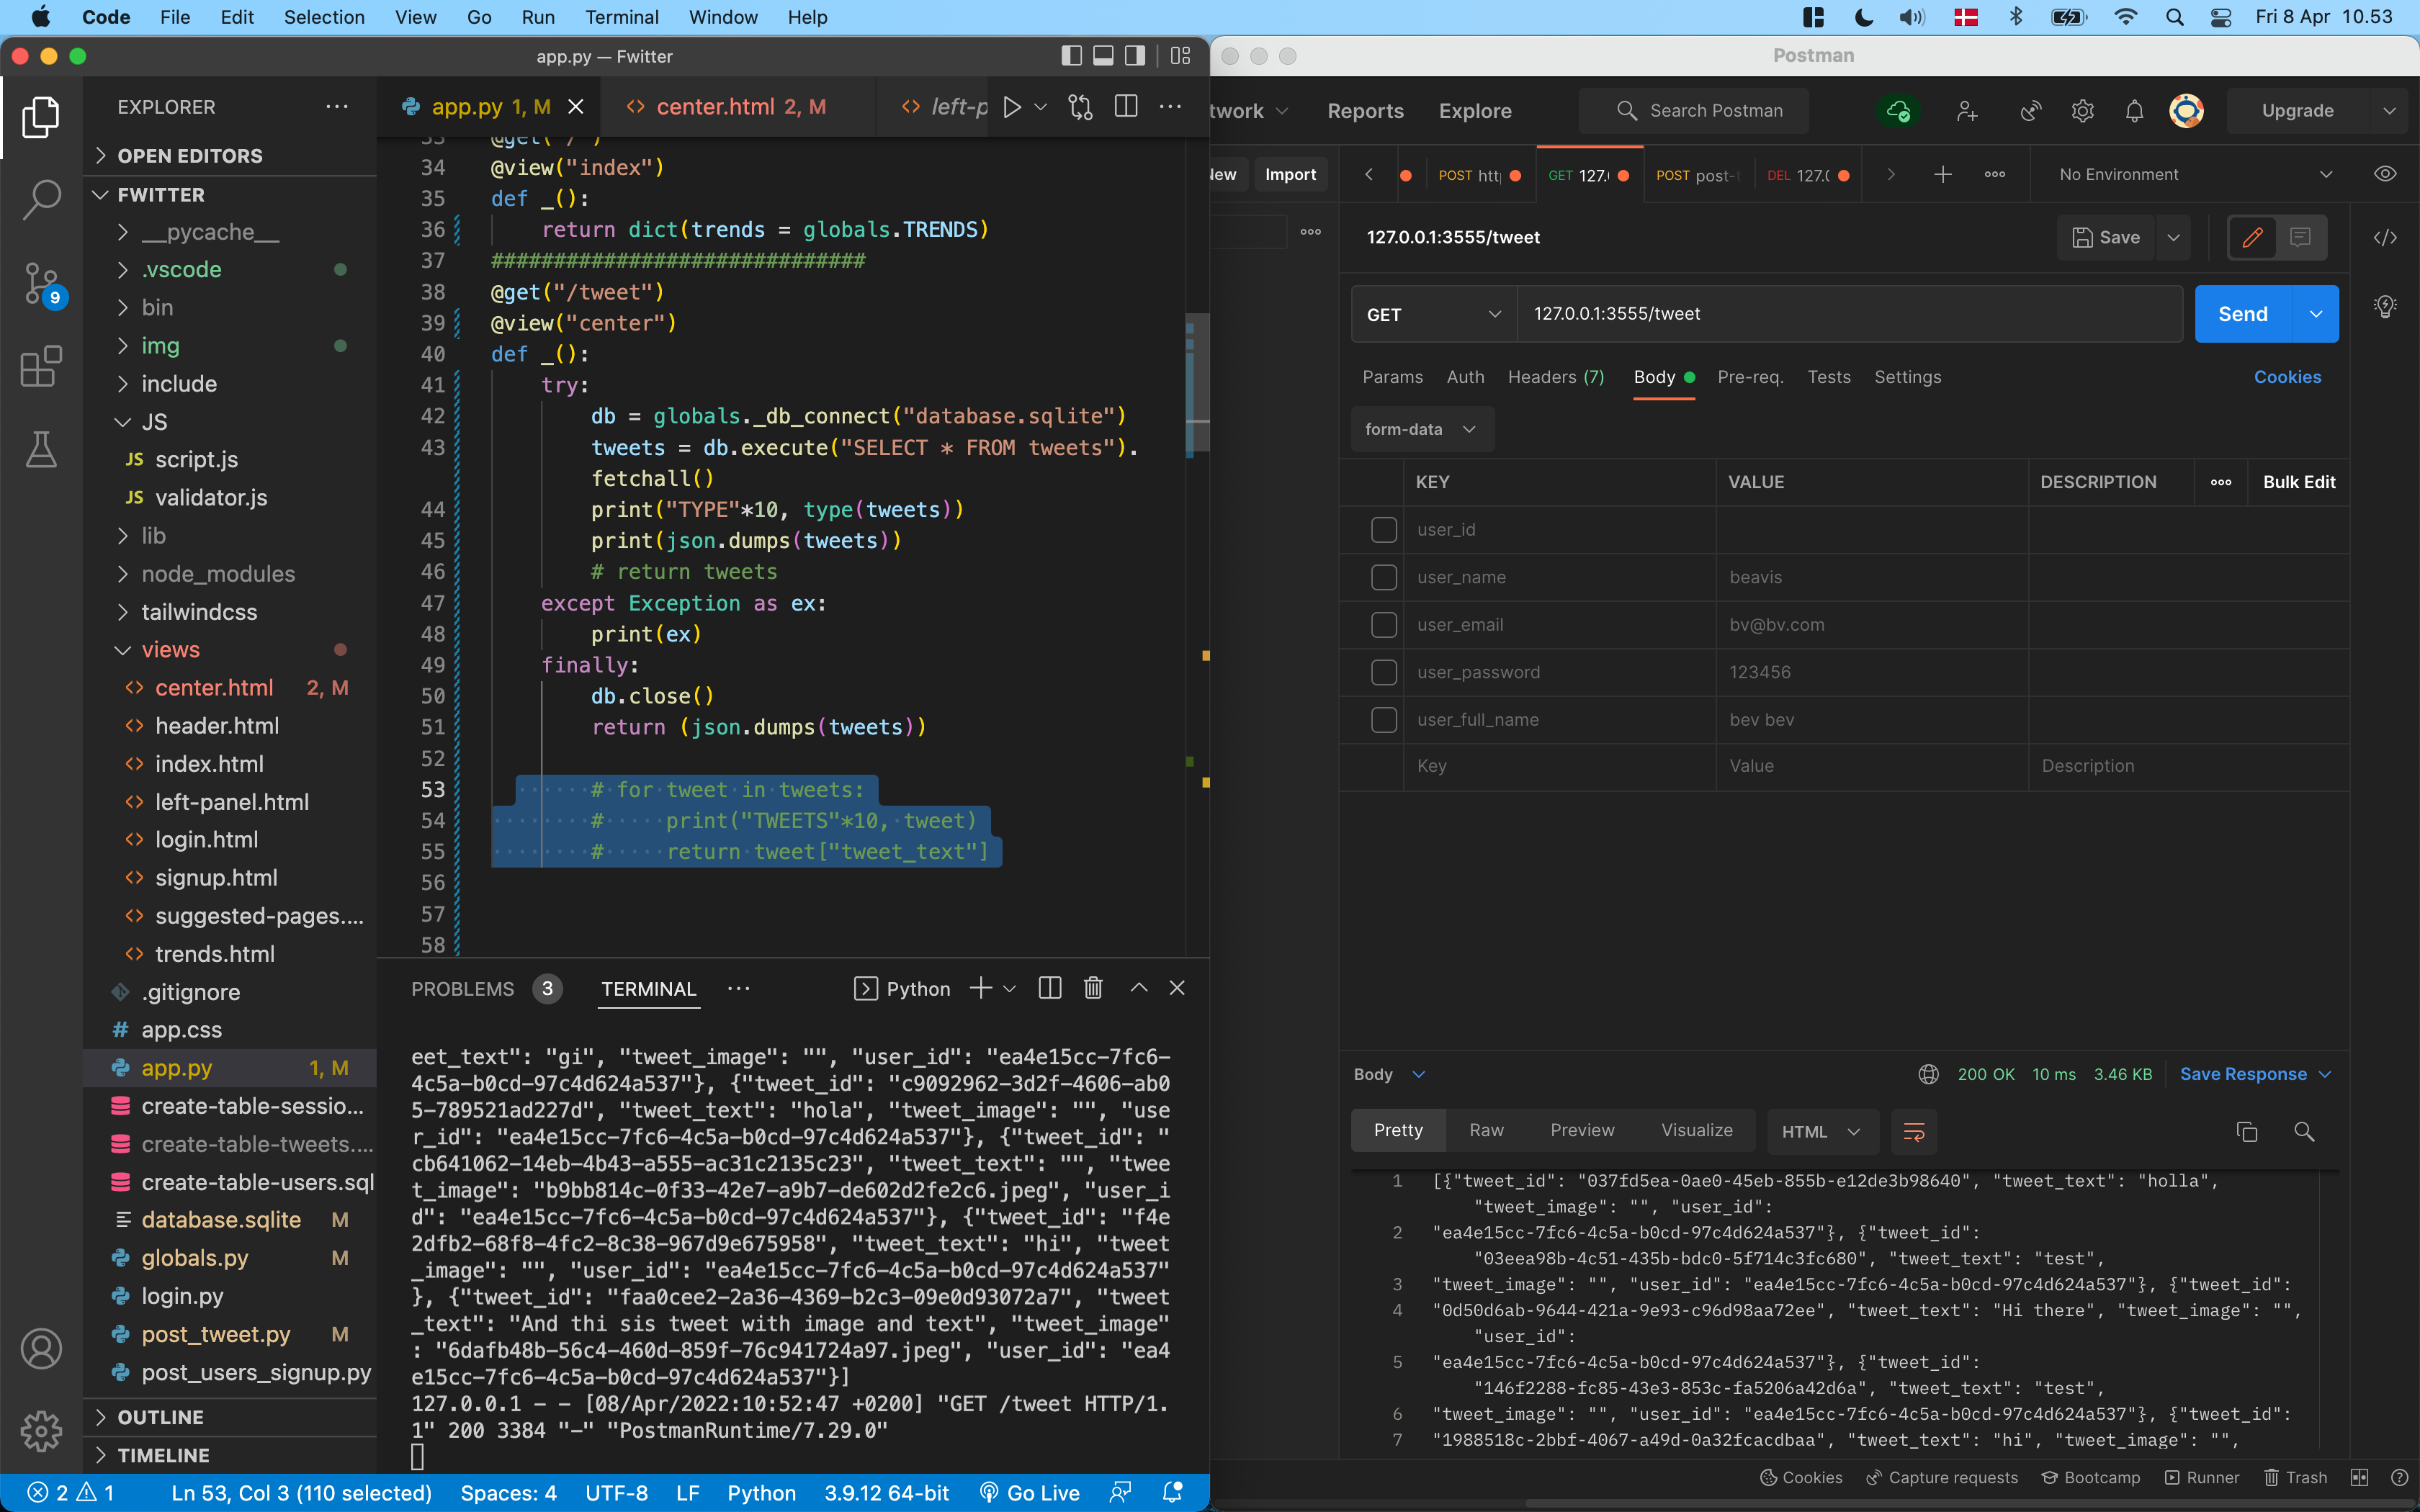 Code File Edit Selection View Go Run Terminal Window Help Fri 8 Apr 10.53
app.py — Fwitter
EXPLORER
OPEN EDITORS
FWITTER
__pycache__
.vscode
bin
img
include
JS
JS script.js
JS validator.js
lib
node_modules
tailwindcss
views
center.html 2, M
header.html
index.html
left-panel.html
login.html
signup.html
suggested-pages....
trends.html
.gitignore
# app.css
app.py 1, M
create-table-sessio...
create-table-tweets....
create-table-users.sql
database.sqlite M
globals.py M
login.py
post_tweet.py M
post_users_signup.py
OUTLINE
TIMELINE
9
app.py 1, M center.html 2, M left-p
33 @get("/")
34 @view("index")
35 def _():
36 return dict(trends = globals.TRENDS)
37 ##############################
38 @get("/tweet")
39 @view("center")
40 def _():
41 try:
42 db = globals._db_connect("database.sqlite")
43 tweets = db.execute("SELECT * FROM tweets").
fetchall()
44 print("TYPE"*10, type(tweets))
45 print(json.dumps(tweets))
46 # return tweets
47 except Exception as ex:
48 print(ex)
49 finally:
50 db.close()
51 return (json.dumps(tweets))
52
53 # for tweet in tweets:
54 # print("TWEETS"*10, tweet)
55 # return tweet["tweet_text"]
56
57
58
PROBLEMS 3 TERMINAL Python
eet_text": "gi", "tweet_image": "", "user_id": "ea4e15cc-7fc6-
4c5a-b0cd-97c4d624a537"}, {"tweet_id": "c9092962-3d2f-4606-ab0
5-789521ad227d", "tweet_text": "hola", "tweet_image": "", "use
r_id": "ea4e15cc-7fc6-4c5a-b0cd-97c4d624a537"}, {"tweet_id": "
cb641062-14eb-4b43-a555-ac31c2135c23", "tweet_text": "", "twee
t_image": "b9bb814c-0f33-42e7-a9b7-de602d2fe2c6.jpeg", "user_i
d": "ea4e15cc-7fc6-4c5a-b0cd-97c4d624a537"}, {"tweet_id": "f4e
2dfb2-68f8-4fc2-8c38-967d9e675958", "tweet_text": "hi", "tweet
_image": "", "user_id": "ea4e15cc-7fc6-4c5a-b0cd-97c4d624a537"
}, {"tweet_id": "faa0cee2-2a36-4369-b2c3-09e0d93072a7", "tweet
_text": "And thi sis tweet with image and text", "tweet_image"
: "6dafb48b-56c4-460d-859f-76c941724a97.jpeg", "user_id": "ea4
e15cc-7fc6-4c5a-b0cd-97c4d624a537"}]
127.0.0.1 - - [08/Apr/2022:10:52:47 +0200] "GET /tweet HTTP/1.
1" 200 3384 "-" "PostmanRuntime/7.29.0"
2 1 Ln 53, Col 3 (110 selected) Spaces: 4 UTF-8 LF Python 3.9.12 64-bit Go Live
Postman
twork Reports Explore Search Postman Upgrade
New Import POST htt GET 127. POST post-t DEL 127.0 No Environment
127.0.0.1:3555/tweet Save
GET 127.0.0.1:3555/tweet Send
Params Auth Headers (7) Body Pre-req. Tests Settings Cookies
form-data
KEY VALUE DESCRIPTION Bulk Edit
user_id
user_name beavis
user_email bv@bv.com
user_password 123456
user_full_name bev bev
Key Value Description
Body 200 OK 10 ms 3.46 KB Save Response
Pretty Raw Preview Visualize HTML
1 [{"tweet_id": "037fd5ea-0ae0-45eb-855b-e12de3b98640", "tweet_text": "holla",
"tweet_image": "", "user_id":
2 "ea4e15cc-7fc6-4c5a-b0cd-97c4d624a537"}, {"tweet_id":
"03eea98b-4c51-435b-bdc0-5f714c3fc680", "tweet_text": "test",
3 "tweet_image": "", "user_id": "ea4e15cc-7fc6-4c5a-b0cd-97c4d624a537"}, {"tweet_id":
4 "0d50d6ab-9644-421a-9e93-c96d98aa72ee", "tweet_text": "Hi there", "tweet_image": "",
"user_id":
5 "ea4e15cc-7fc6-4c5a-b0cd-97c4d624a537"}, {"tweet_id":
"146f2288-fc85-43e3-853c-fa5206a42d6a", "tweet_text": "test",
6 "tweet_image": "", "user_id": "ea4e15cc-7fc6-4c5a-b0cd-97c4d624a537"}, {"tweet_id":
7 "1988518c-2bbf-4067-a49d-0a32fcacdbaa", "tweet_text": "hi", "tweet_image": "",
Cookies Capture requests Bootcamp Runner Trash